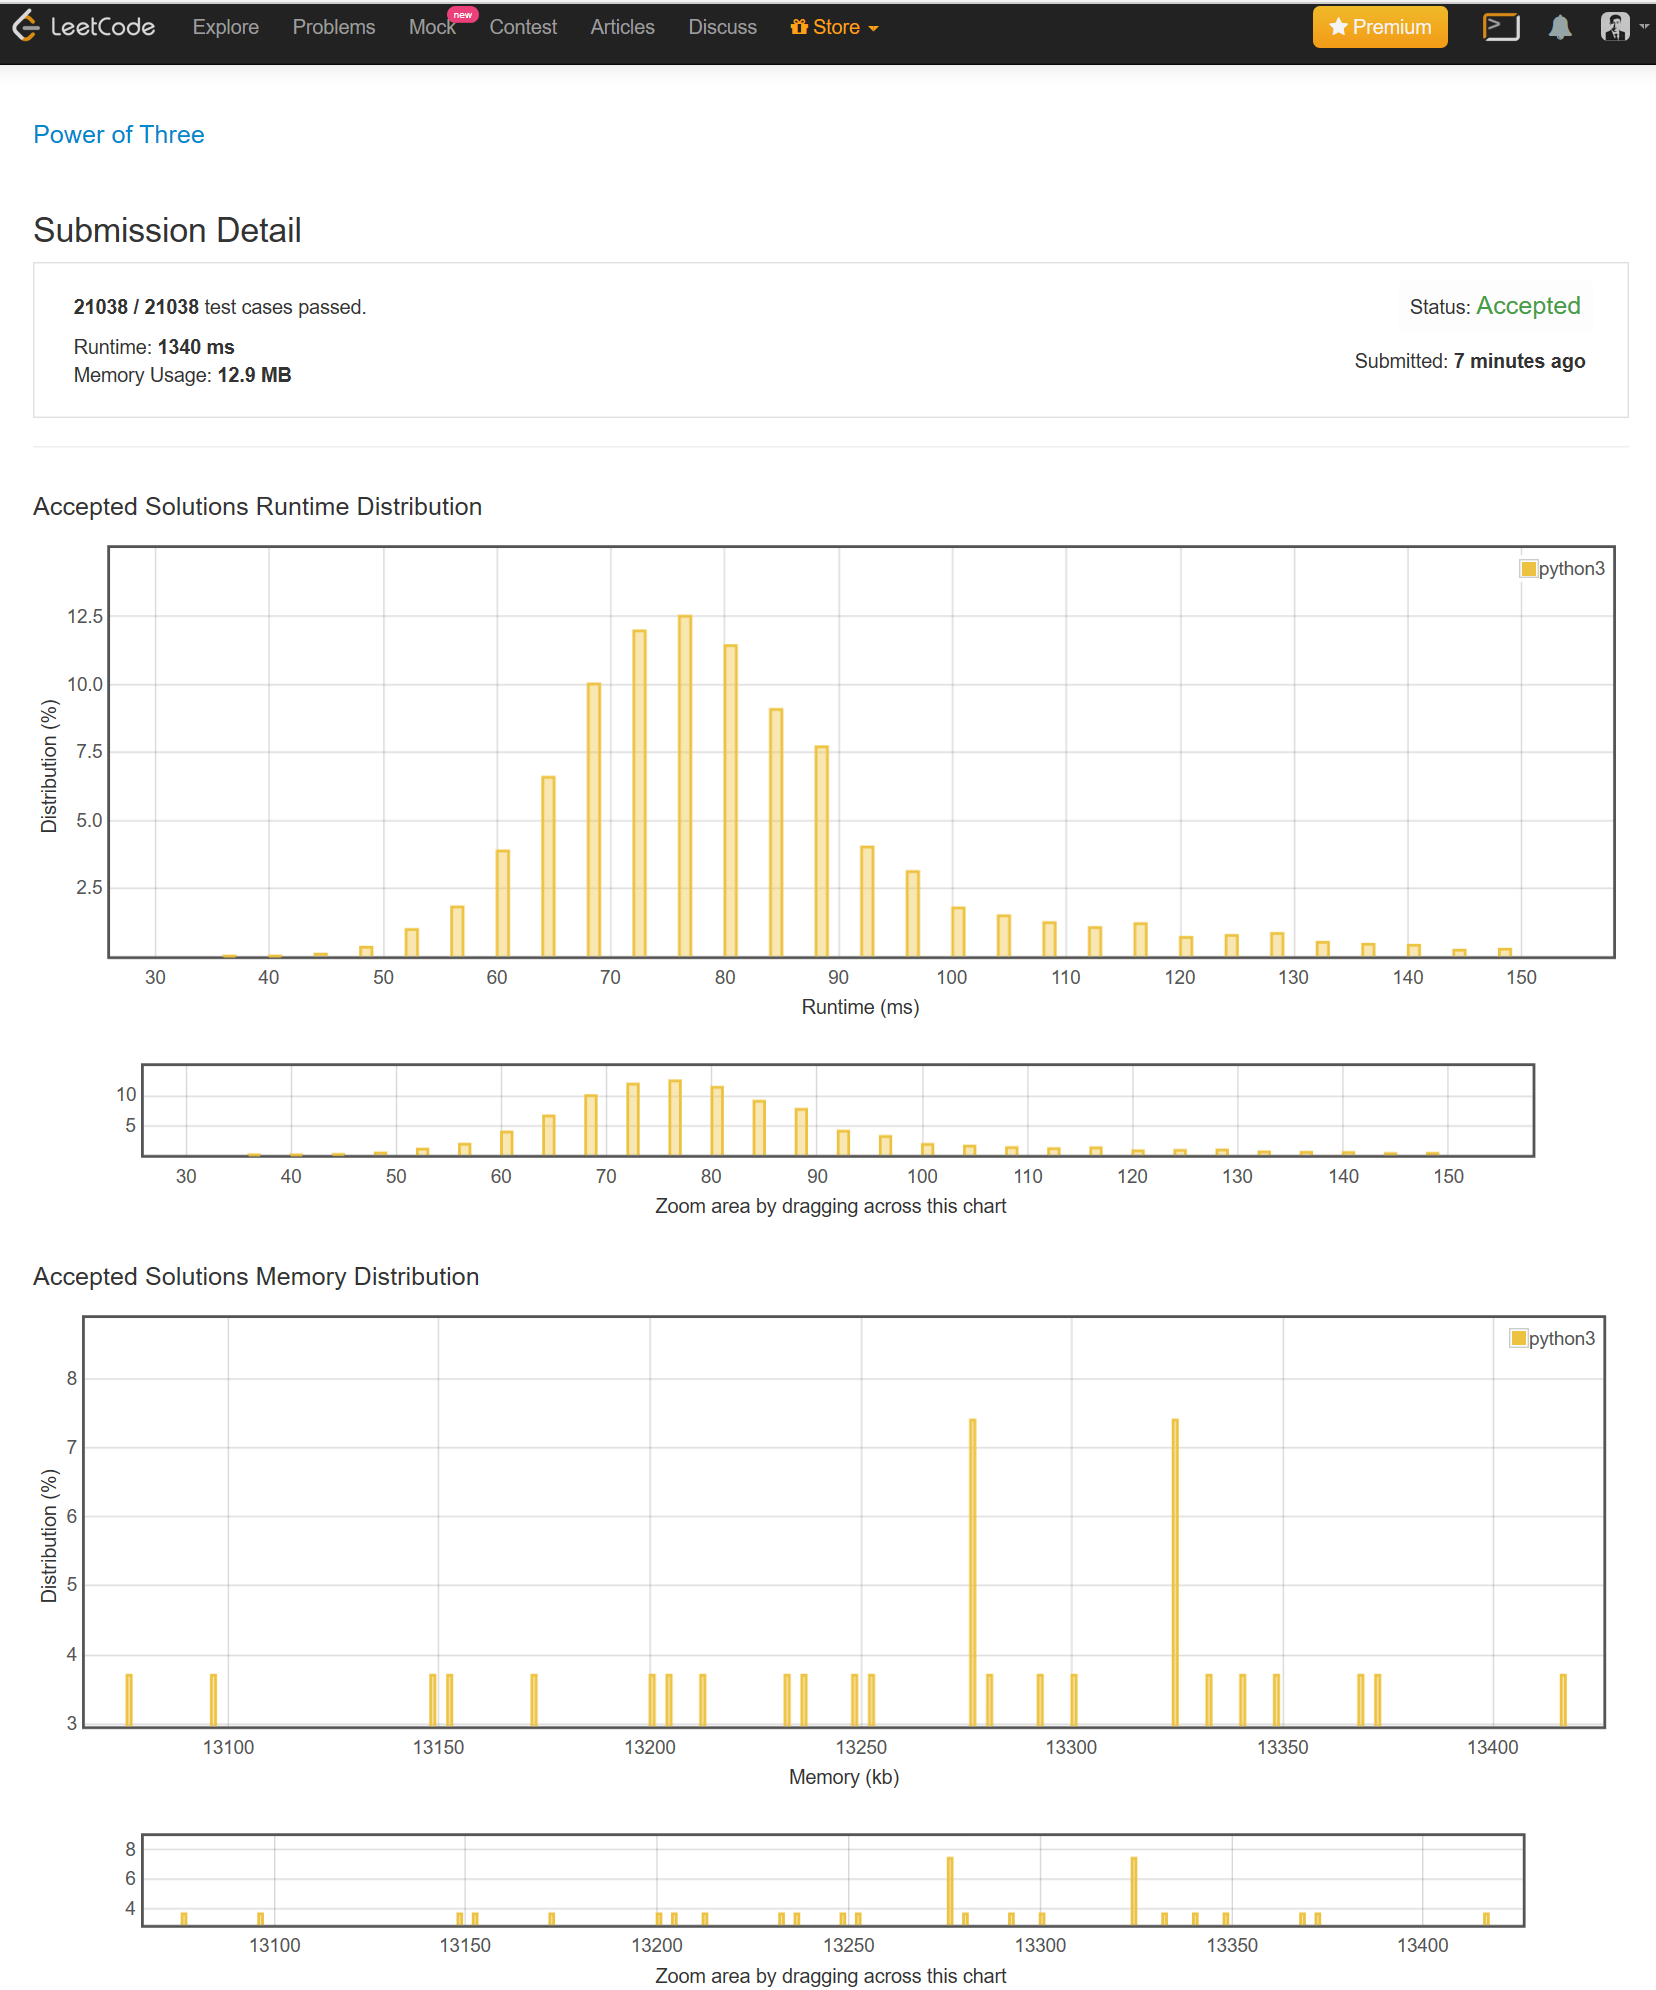 LeetCode Explore Problems Mock new Contest Articles Discuss Store Premium
Power of Three
Submission Detail
21038 / 21038 test cases passed. Status: Accepted
Runtime: 1340 ms
Submitted: 7 minutes ago
Memory Usage: 12.9 MB
Accepted Solutions Runtime Distribution
python3
12.5
10.0
7.5
5.0
2.5
Distribution (%)
30 40 50 60 70 80 90 100 110 120 130 140 150
Runtime (ms)
10
5
30 40 50 60 70 80 90 100 110 120 130 140 150
Zoom area by dragging across this chart
Accepted Solutions Memory Distribution
python3
8
7
6
5
4
3
Distribution (%)
13100 13150 13200 13250 13300 13350 13400
Memory (kb)
8
6
4
13100 13150 13200 13250 13300 13350 13400
Zoom area by dragging across this chart